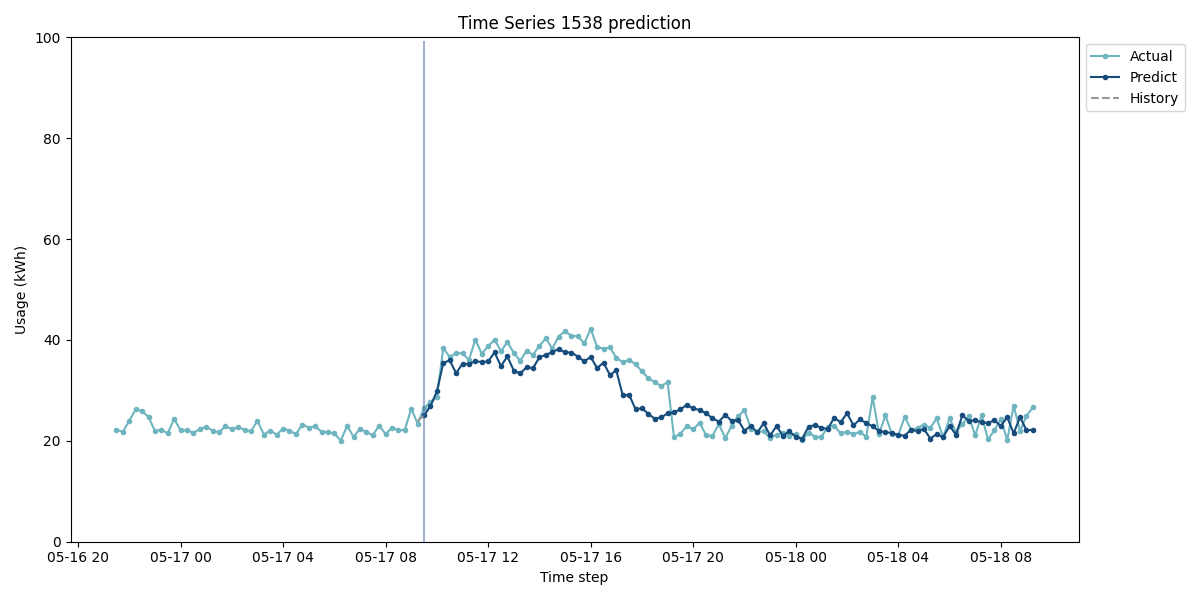 Time Series 1538 prediction
100
80
60
40
20
0
Usage (kWh)
05-16 20 05-17 00 05-17 04 05-17 08 05-17 12 05-17 16 05-17 20 05-18 00 05-18 04 05-18 08
Time step
Actual
Predict
History